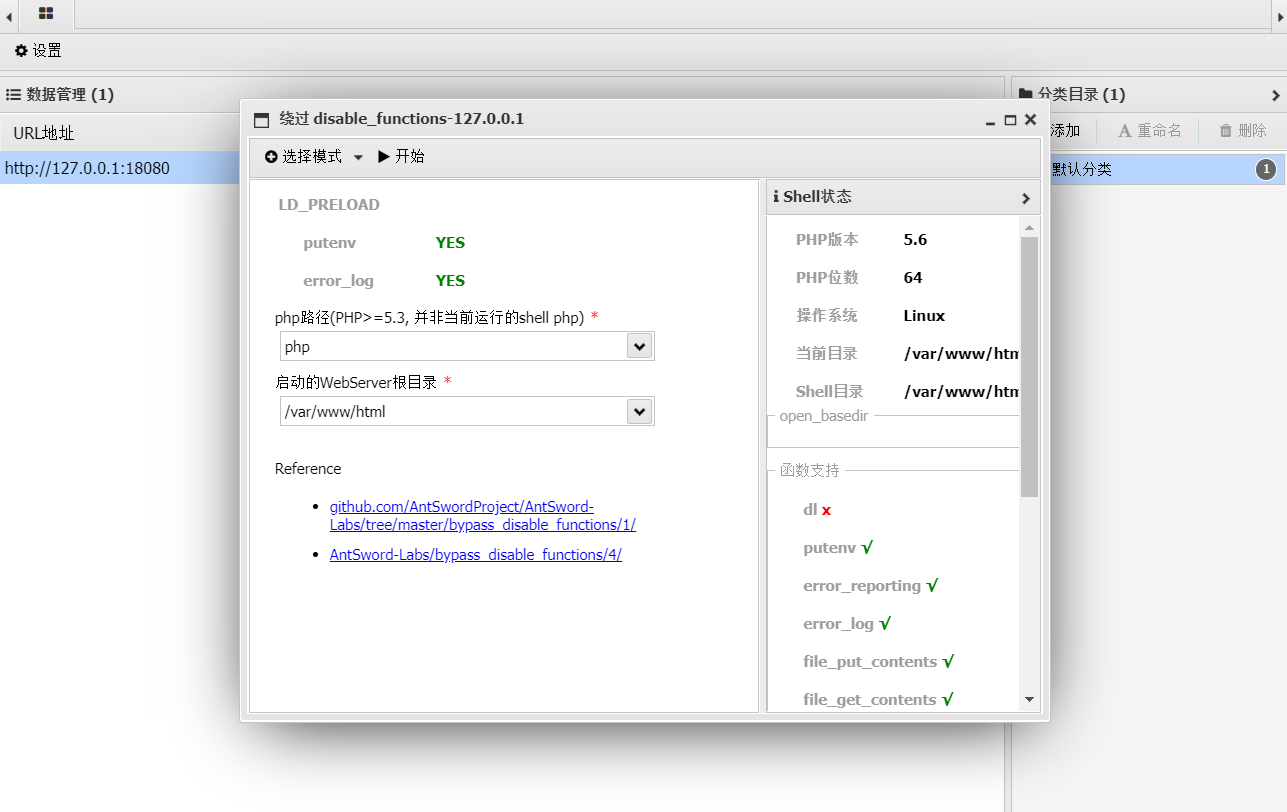 设置
数据管理 (1)
URL地址
http://127.0.0.1:18080
绕过 disable_functions-127.0.0.1
选择模式 开始
LD_PRELOAD
putenv YES
error_log YES
php路径(PHP>=5.3, 并非当前运行的shell php) *
php
启动的WebServer根目录 *
/var/www/html
Reference
github.com/AntSwordProject/AntSword-
Labs/tree/master/bypass_disable_functions/1/
AntSword-Labs/bypass_disable_functions/4/
Shell状态
PHP版本 5.6
PHP位数 64
操作系统 Linux
当前目录 /var/www/htm
Shell目录 /var/www/htm
open_basedir
函数支持
dl x
putenv √
error_reporting √
error_log √
file_put_contents √
file_get_contents √
分类目录 (1)
添加 重命名 删除
默认分类 1